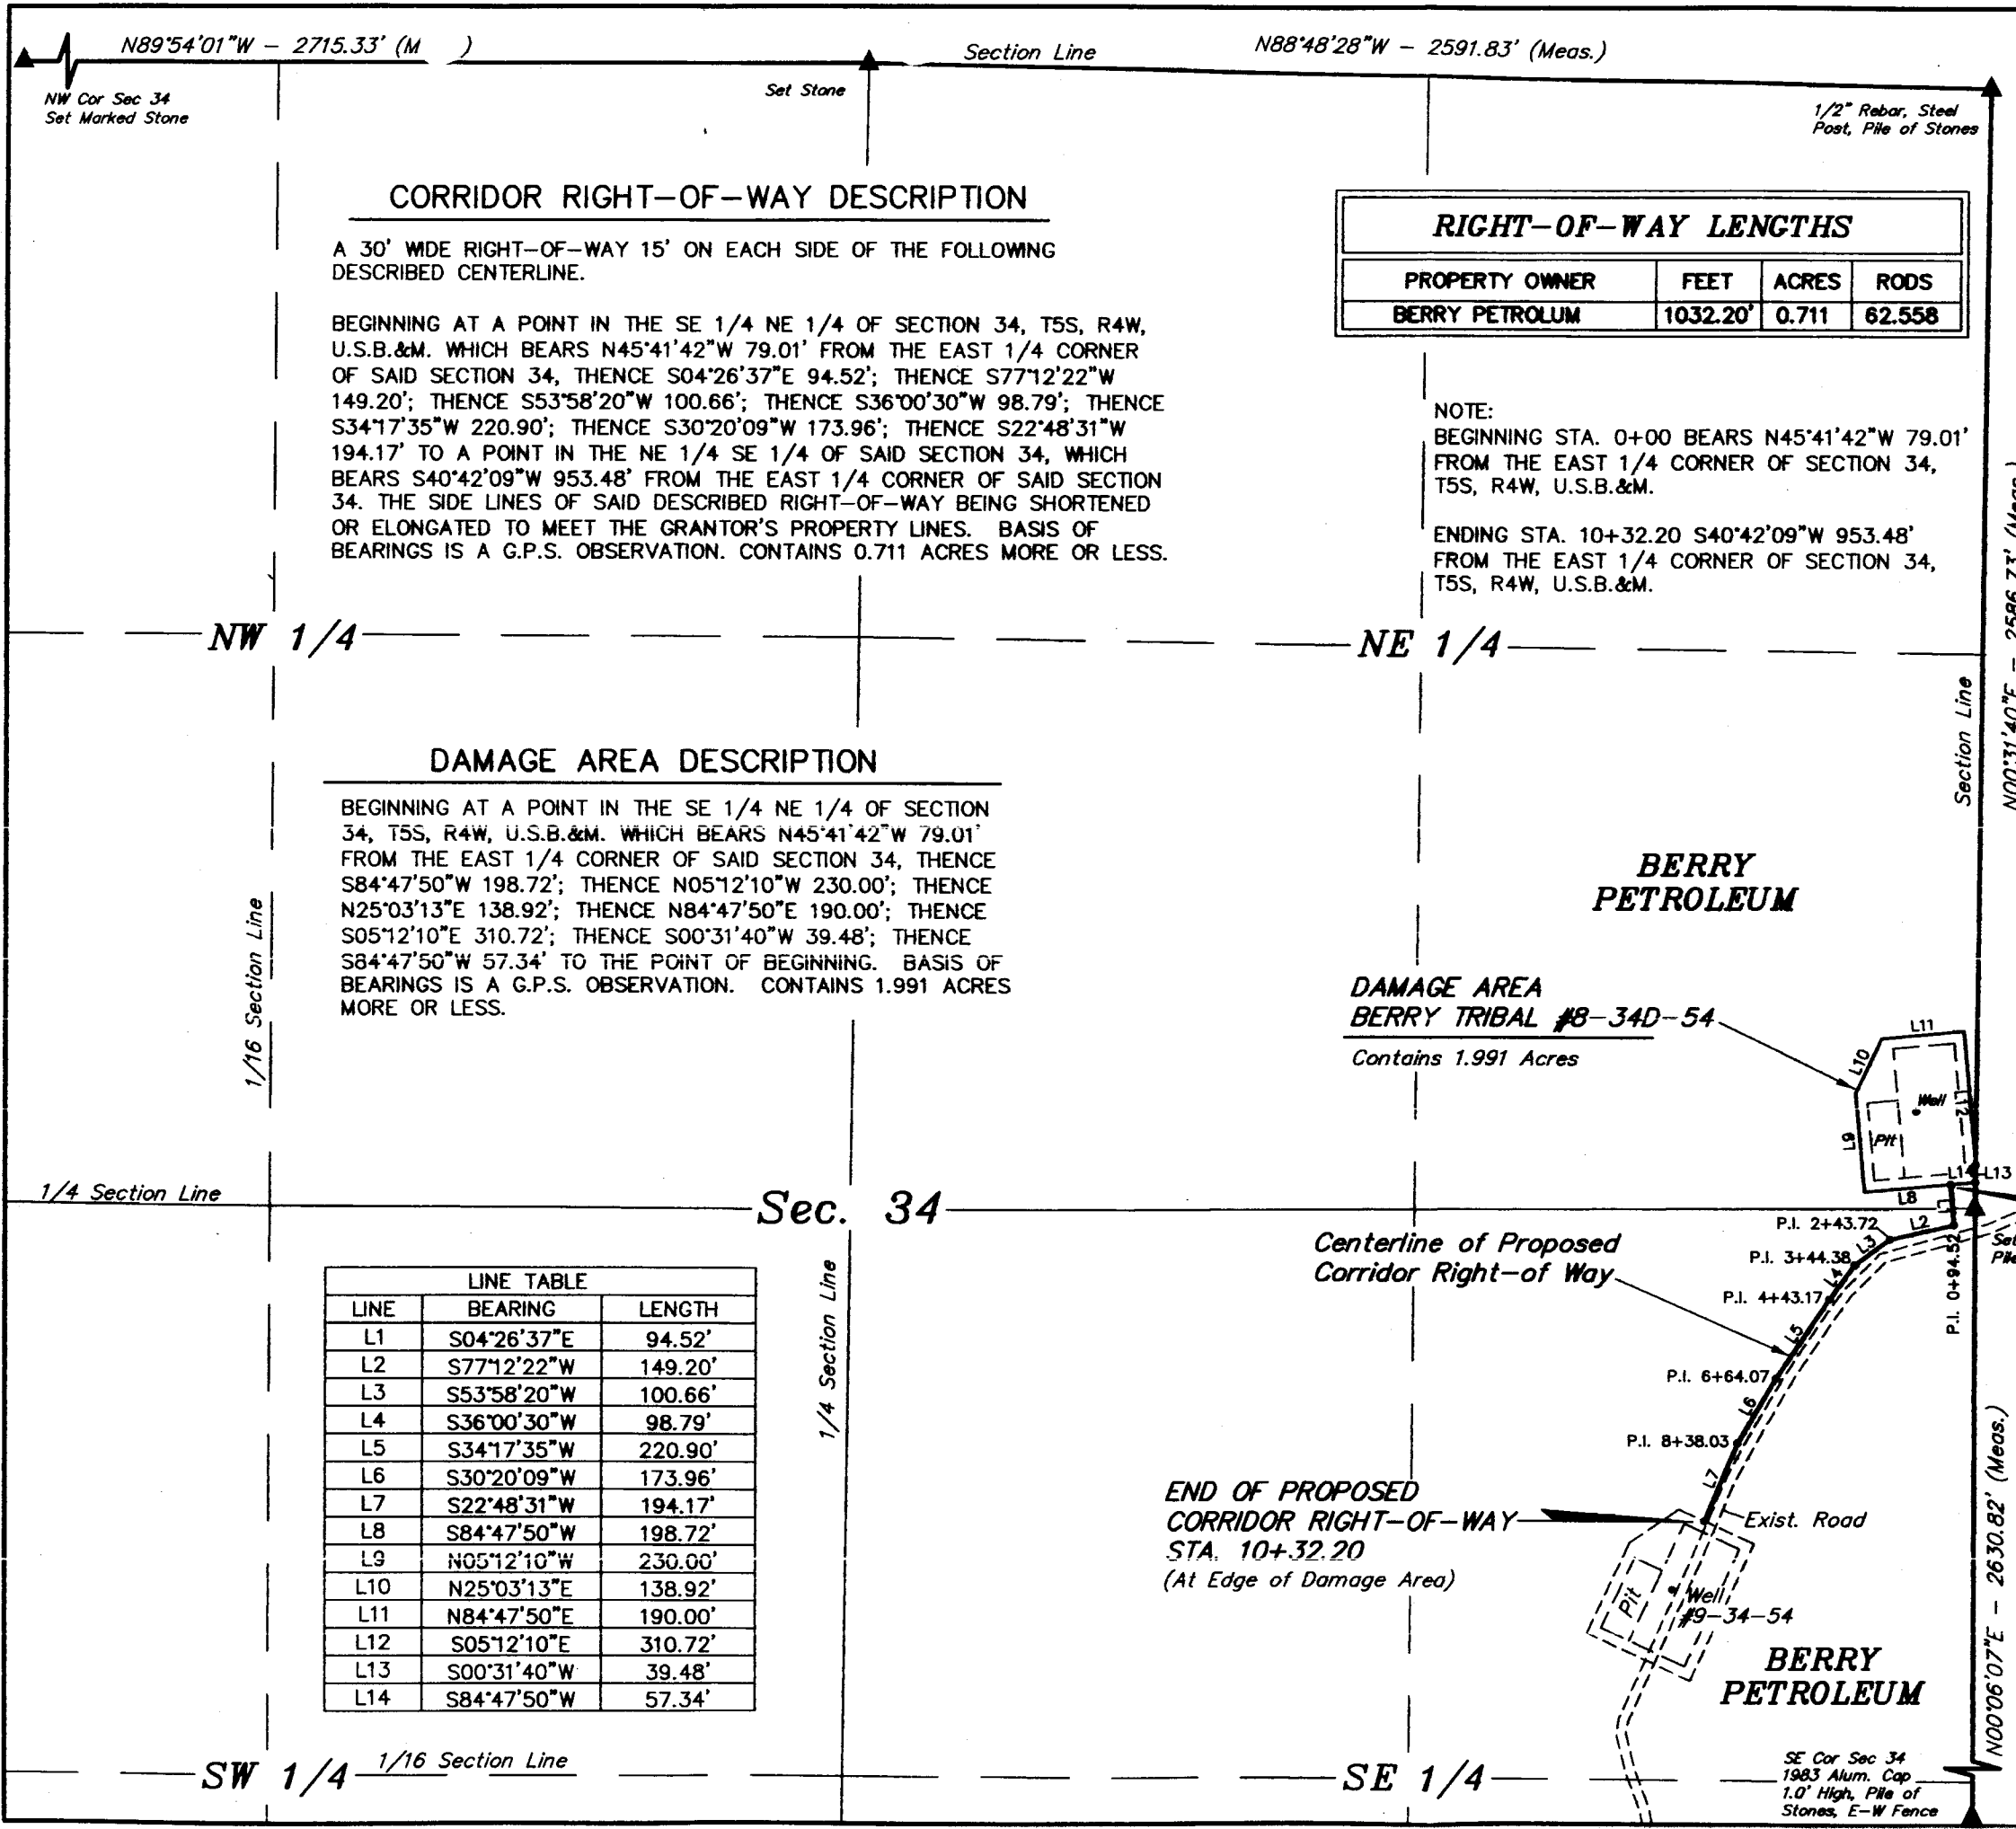 N89°54'01"W – 2715.33' (M )
Section Line
N88°48'28"W – 2591.83' (Meas.)
NW Cor Sec 34
Set Marked Stone
Set Stone
1/2" Rebar, Steel
Post, Pile of Stones
CORRIDOR RIGHT–OF–WAY DESCRIPTION
A 30' WIDE RIGHT–OF–WAY 15' ON EACH SIDE OF THE FOLLOWING
DESCRIBED CENTERLINE.
BEGINNING AT A POINT IN THE SE 1/4 NE 1/4 OF SECTION 34, T5S, R4W,
U.S.B.&M. WHICH BEARS N45°41'42"W 79.01' FROM THE EAST 1/4 CORNER
OF SAID SECTION 34, THENCE S04°26'37"E 94.52'; THENCE S77°12'22"W
149.20'; THENCE S53°58'20"W 100.66'; THENCE S36°00'30"W 98.79'; THENCE
S34°17'35"W 220.90'; THENCE S30°20'09"W 173.96'; THENCE S22°48'31"W
194.17' TO A POINT IN THE NE 1/4 SE 1/4 OF SAID SECTION 34, WHICH
BEARS S40°42'09"W 953.48' FROM THE EAST 1/4 CORNER OF SAID SECTION
34. THE SIDE LINES OF SAID DESCRIBED RIGHT–OF–WAY BEING SHORTENED
OR ELONGATED TO MEET THE GRANTOR'S PROPERTY LINES. BASIS OF
BEARINGS IS A G.P.S. OBSERVATION. CONTAINS 0.711 ACRES MORE OR LESS.
RIGHT–OF–WAY LENGTHS
PROPERTY OWNER FEET ACRES RODS
BERRY PETROLUM 1032.20' 0.711 62.558
NOTE:
BEGINNING STA. 0+00 BEARS N45°41'42"W 79.01'
FROM THE EAST 1/4 CORNER OF SECTION 34,
T5S, R4W, U.S.B.&M.
ENDING STA. 10+32.20 S40°42'09"W 953.48'
FROM THE EAST 1/4 CORNER OF SECTION 34,
T5S, R4W, U.S.B.&M.
N00°31'40"E – 2586.73' (Meas.)
Section Line
NW 1/4
NE 1/4
DAMAGE AREA DESCRIPTION
BEGINNING AT A POINT IN THE SE 1/4 NE 1/4 OF SECTION
34, T5S, R4W, U.S.B.&M. WHICH BEARS N45°41'42"W 79.01'
FROM THE EAST 1/4 CORNER OF SAID SECTION 34, THENCE
S84°47'50"W 198.72'; THENCE N05°12'10"W 230.00'; THENCE
N25°03'13"E 138.92'; THENCE N84°47'50"E 190.00'; THENCE
S05°12'10"E 310.72'; THENCE S00°31'40"W 39.48'; THENCE
S84°47'50"W 57.34' TO THE POINT OF BEGINNING. BASIS OF
BEARINGS IS A G.P.S. OBSERVATION. CONTAINS 1.991 ACRES
MORE OR LESS.
1/16 Section Line
BERRY
PETROLEUM
DAMAGE AREA
BERRY TRIBAL #8–34D–54
Contains 1.991 Acres
L11
L10
Well
L12
L9
Pit
L14
L13
L8
L1
1/4 Section Line
Sec. 34
P.I. 2+43.72
L2
L3
P.I. 3+44.38
L4
P.I. 4+43.17
P.I. 0+94.52
Set
Pile
Centerline of Proposed
Corridor Right–of Way
L5
P.I. 6+64.07
L6
P.I. 8+38.03
L7
1/4 Section Line
LINE TABLE
LINE BEARING LENGTH
L1 S04°26'37"E 94.52'
L2 S77°12'22"W 149.20'
L3 S53°58'20"W 100.66'
L4 S36°00'30"W 98.79'
L5 S34°17'35"W 220.90'
L6 S30°20'09"W 173.96'
L7 S22°48'31"W 194.17'
L8 S84°47'50"W 198.72'
L9 N05°12'10"W 230.00'
L10 N25°03'13"E 138.92'
L11 N84°47'50"E 190.00'
L12 S05°12'10"E 310.72'
L13 S00°31'40"W 39.48'
L14 S84°47'50"W 57.34'
END OF PROPOSED
CORRIDOR RIGHT–OF–WAY
STA. 10+32.20
(At Edge of Damage Area)
Exist. Road
Pit
Well
#9–34–54
BERRY
PETROLEUM
N00°06'07"E – 2630.82' (Meas.)
SW 1/4
1/16 Section Line
SE 1/4
SE Cor Sec 34
1983 Alum. Cap
1.0' High, Pile of
Stones, E–W Fence